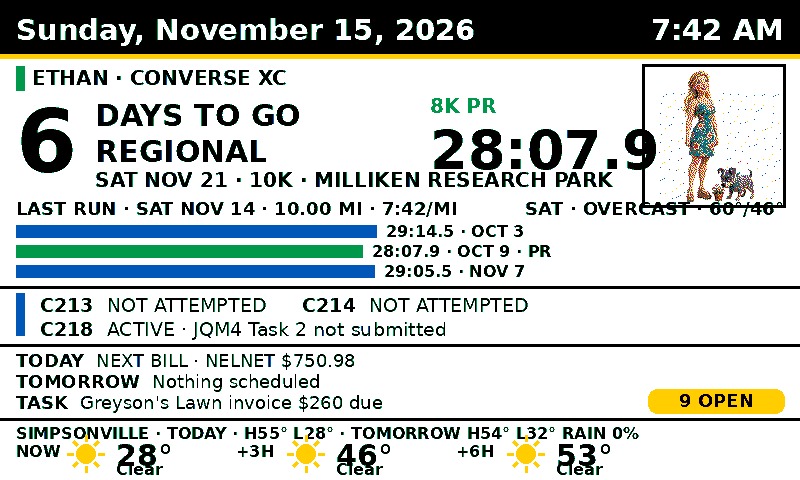 Sunday, November 15, 2026 7:42 AM
ETHAN · CONVERSE XC
6 DAYS TO GO
REGIONAL
8K PR
28:07.9
SAT NOV 21 · 10K · MILLIKEN RESEARCH PARK
LAST RUN · SAT NOV 14 · 10.00 MI · 7:42/MI SAT · OVERCAST · 60°/46°
29:14.5 · OCT 3
28:07.9 · OCT 9 · PR
29:05.5 · NOV 7
C213 NOT ATTEMPTED C214 NOT ATTEMPTED
C218 ACTIVE · JQM4 Task 2 not submitted
TODAY NEXT BILL · NELNET $750.98
TOMORROW Nothing scheduled
TASK Greyson's Lawn invoice $260 due 9 OPEN
SIMPSONVILLE · TODAY · H55° L28° · TOMORROW H54° L32° RAIN 0%
NOW 28° +3H 46° +6H 53°
Clear Clear Clear